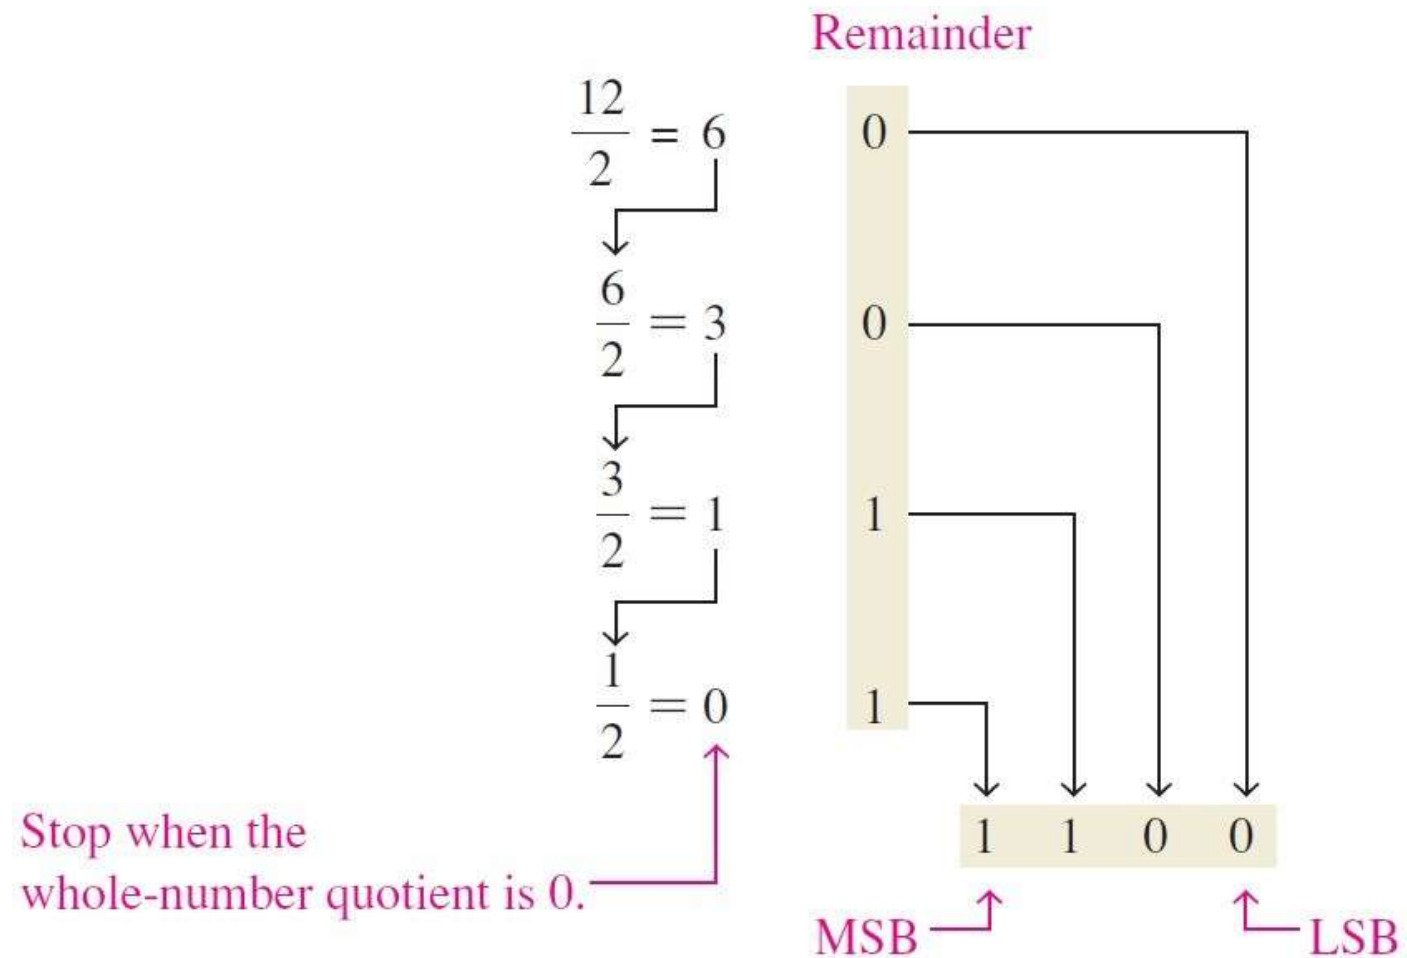 Remainder
12/2 = 6 0
6/2 = 3 0
3/2 = 1 1
1/2 = 0 1
Stop when the
whole-number quotient is 0.
1 1 0 0
MSB LSB